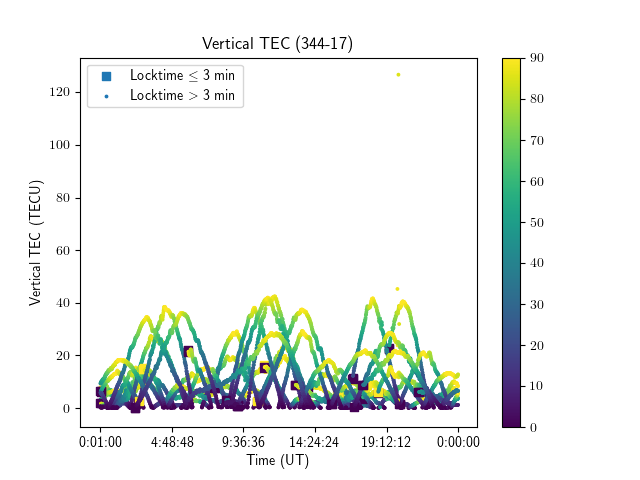 Vertical TEC (344-17)
Locktime ≤ 3 min
Locktime > 3 min
Vertical TEC (TECU)
120
100
80
60
40
20
0
0:01:00 4:48:48 9:36:36 14:24:24 19:12:12 0:00:00
Time (UT)
90
80
70
60
50
40
30
20
10
0